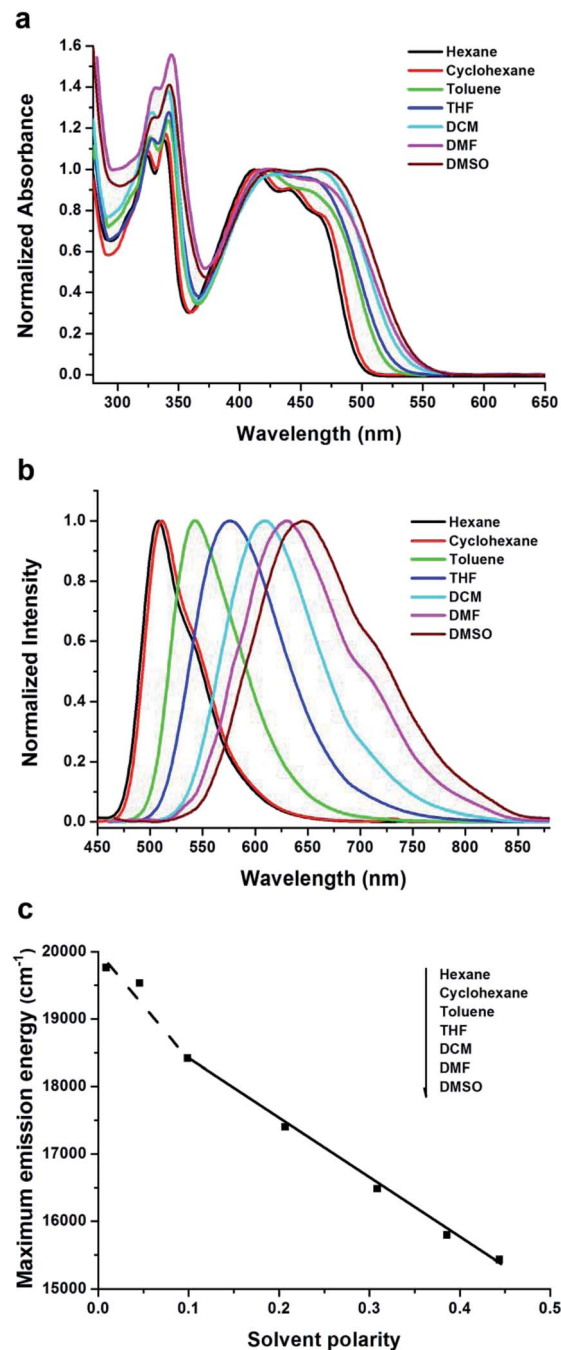 a
1.6
1.4
1.2
1.0
0.8
0.6
0.4
0.2
0.0
Normalized Absorbance
Hexane
Cyclohexane
Toluene
THF
DCM
DMF
DMSO
300 350 400 450 500 550 600 650
Wavelength (nm)
b
1.0
0.8
0.6
0.4
0.2
0.0
Normalized Intensity
Hexane
Cyclohexane
Toluene
THF
DCM
DMF
DMSO
450 500 550 600 650 700 750 800 850
Wavelength (nm)
c
20000
19000
18000
17000
16000
15000
Maximum emission energy (cm⁻¹)
Hexane
Cyclohexane
Toluene
THF
DCM
DMF
DMSO
0.0 0.1 0.2 0.3 0.4 0.5
Solvent polarity